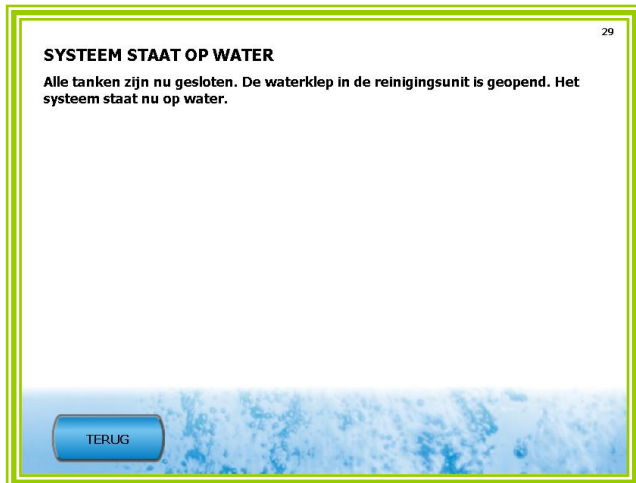 29
SYSTEEM STAAT OP WATER
Alle tanken zijn nu gesloten. De waterklep in de reinigingsunit is geopend. Het
systeem staat nu op water.
TERUG